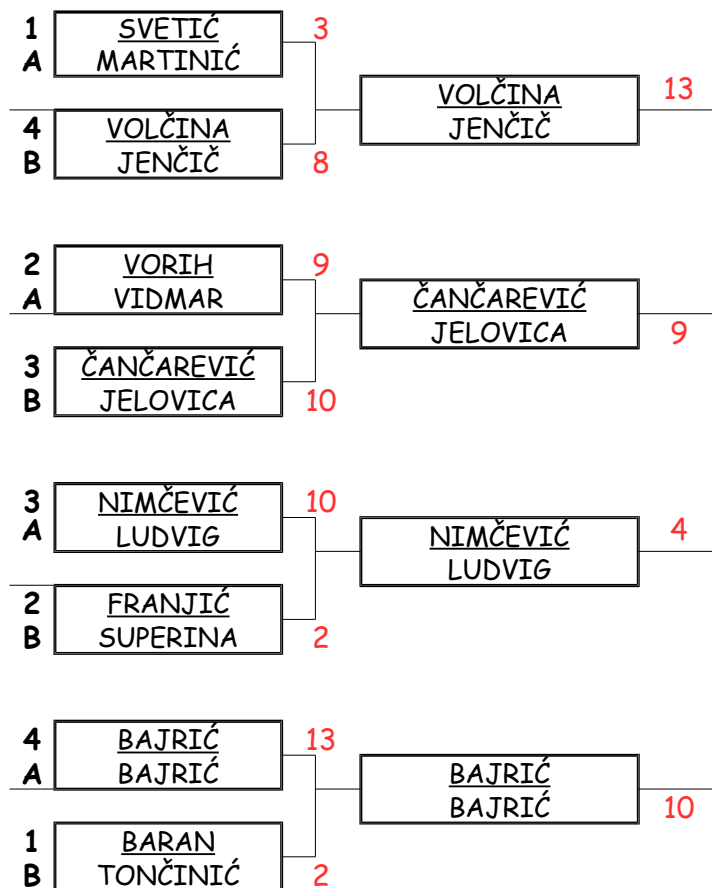 1 SVETIĆ 3
A MARTINIĆ
VOLČINA 13
JENČIČ
4 VOLČINA
B JENČIČ 8
2 VORIH 9
A VIDMAR
ČANČAREVIĆ
JELOVICA 9
3 ČANČAREVIĆ
B JELOVICA 10
3 NIMČEVIĆ 10
A LUDVIG
NIMČEVIĆ 4
LUDVIG
2 FRANJIĆ
B SUPERINA 2
4 BAJRIĆ 13
A BAJRIĆ
BAJRIĆ
BAJRIĆ 10
1 BARAN
B TONČINIĆ 2